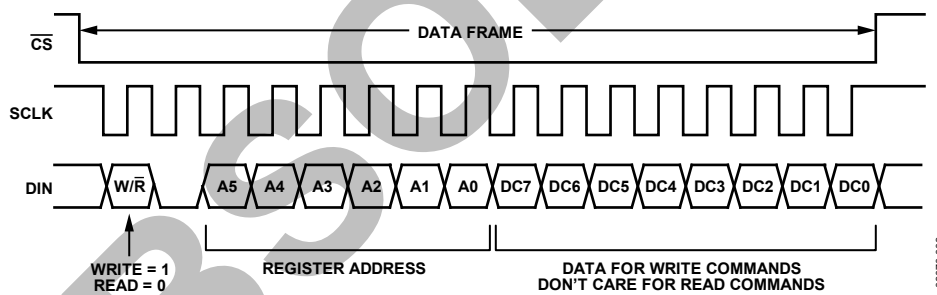 DATA FRAME
CS
SCLK
DIN
W/R A5 A4 A3 A2 A1 A0 DC7 DC6 DC5 DC4 DC3 DC2 DC1 DC0
WRITE = 1
READ = 0
REGISTER ADDRESS
DATA FOR WRITE COMMANDS
DON'T CARE FOR READ COMMANDS